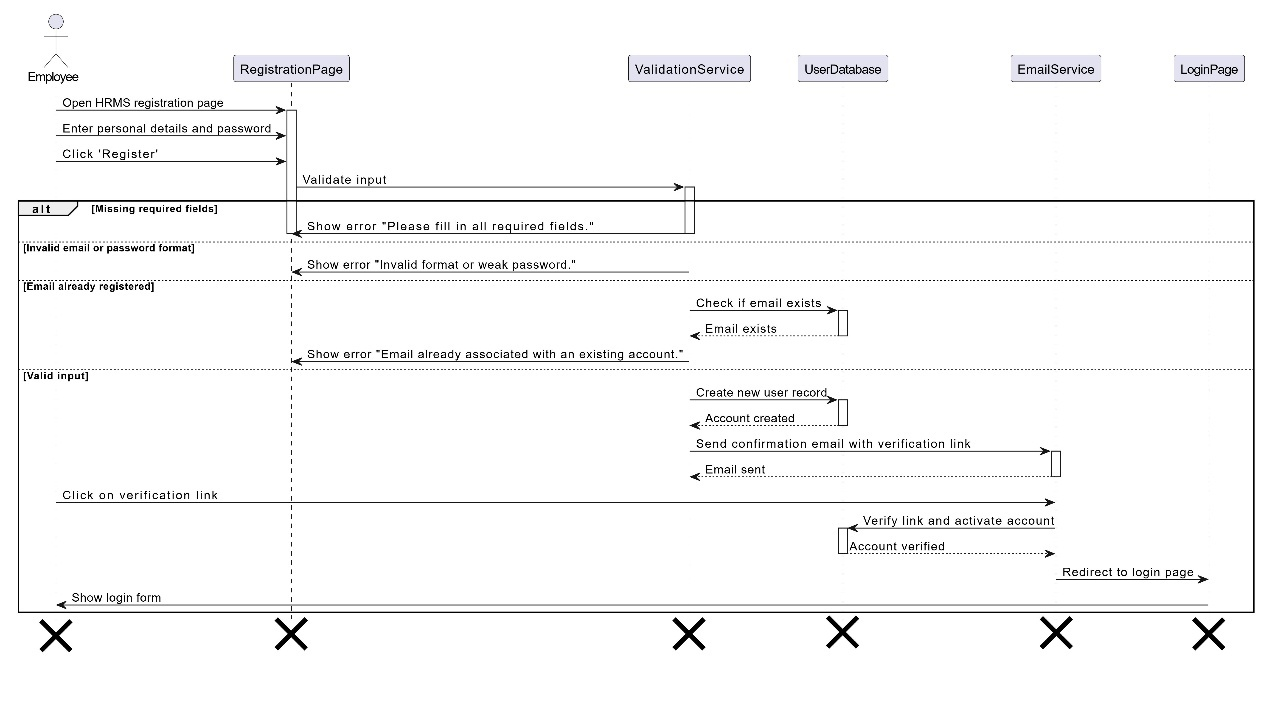 Employee
RegistrationPage
ValidationService
UserDatabase
EmailService
LoginPage
Open HRMS registration page
Enter personal details and password
Click 'Register'
Validate input
alt
[Missing required fields]
Show error "Please fill in all required fields."
[Invalid email or password format]
Show error "Invalid format or weak password."
[Email already registered]
Check if email exists
Email exists
Show error "Email already associated with an existing account."
[Valid input]
Create new user record
Account created
Send confirmation email with verification link
Email sent
Click on verification link
Verify link and activate account
Account verified
Redirect to login page
Show login form